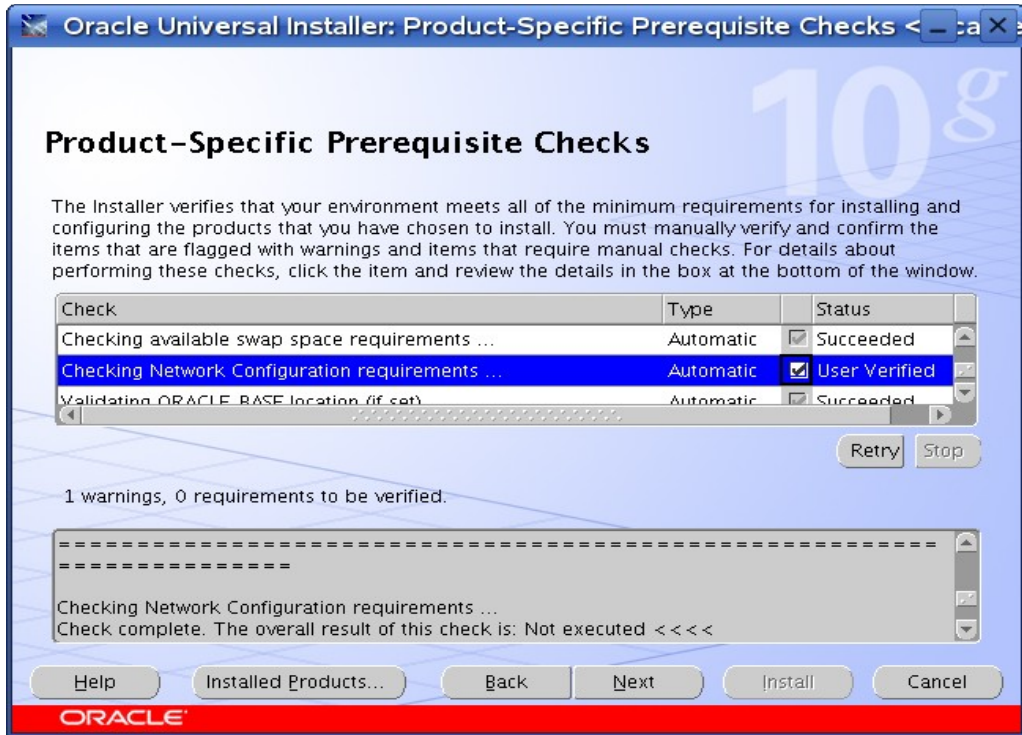 Oracle Universal Installer: Product-Specific Prerequisite Checks <
10g
Product-Specific Prerequisite Checks
The Installer verifies that your environment meets all of the minimum requirements for installing and
configuring the products that you have chosen to install. You must manually verify and confirm the
items that are flagged with warnings and items that require manual checks. For details about
performing these checks, click the item and review the details in the box at the bottom of the window.
Check Type Status
Checking available swap space requirements ... Automatic Succeeded
Checking Network Configuration requirements ... Automatic User Verified
Validating ORACLE_BASE location (if set) Automatic Succeeded
Retry Stop
1 warnings, 0 requirements to be verified.
= = = = = = = = = = = = = = = = = = = = = = = = = = = = = = = = = = = = = = = = = = = = = = = = = = = = = = = =
= = = = = = = = = = = = = = =
Checking Network Configuration requirements ...
Check complete. The overall result of this check is: Not executed <<<<
Help Installed Products... Back Next Install Cancel
ORACLE